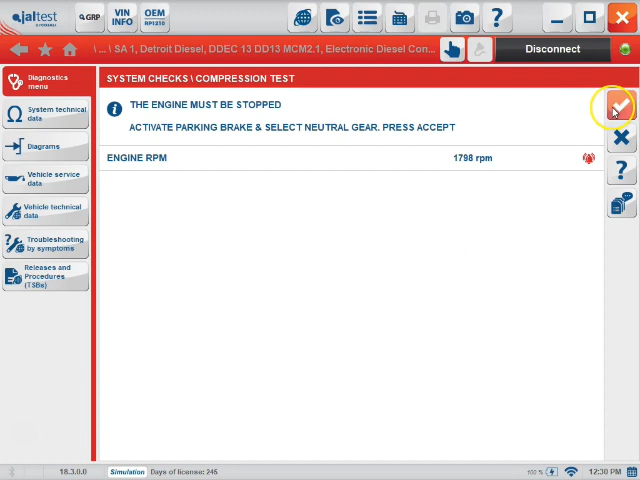 jaltest
GRP
VIN
INFO
OEM
RP1210
\ ... \ SA 1, Detroit Diesel, DDEC 13 DD13 MCM2.1, Electronic Diesel Con...
Disconnect
Diagnostics
menu
SYSTEM CHECKS \ COMPRESSION TEST
System technical
data
THE ENGINE MUST BE STOPPED
ACTIVATE PARKING BRAKE & SELECT NEUTRAL GEAR. PRESS ACCEPT
Diagrams
ENGINE RPM 1798 rpm
Vehicle service
data
Vehicle technical
data
Troubleshooting
by symptoms
Releases and
Procedures
(TSBs)
18.3.0.0 Simulation Days of license: 245 100 % 12:30 PM